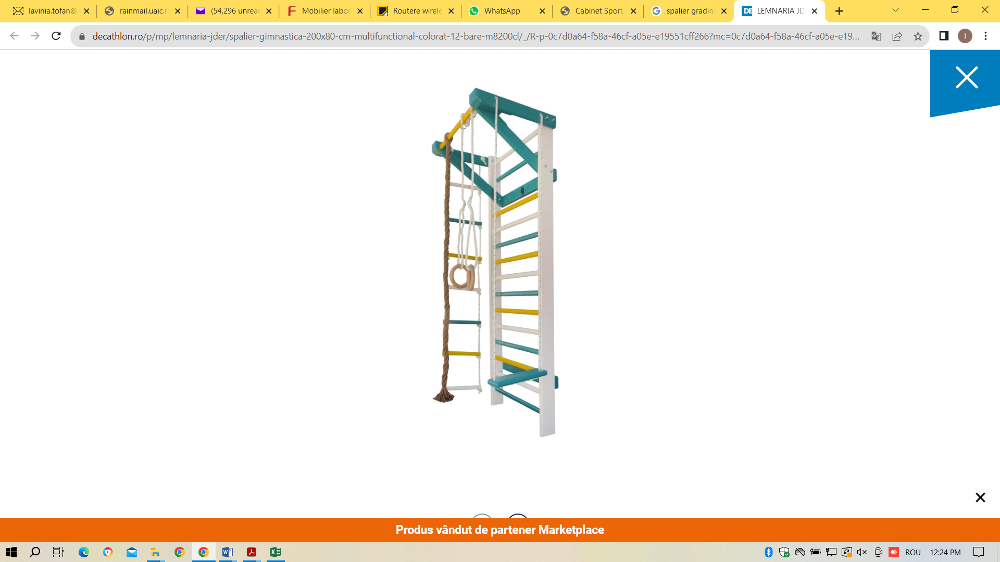 lavinia.tofan@
rainmail.uaic.r
(54,296 unrea
Mobilier labor
Routere wirele
WhatsApp
Cabinet Sport.
spalier gradini
DE
LEMNARIA JD
decathlon.ro/p/mp/lemnaria-jder/spalier-gimnastica-200x80-cm-multifunctional-colorat-12-bare-m8200cl/_/R-p-0c7d0a64-f58a-46cf-a05e-e19551cff266?mc=0c7d0a64-f58a-46cf-a05e-e19...
I
Produs vândut de partener Marketplace
ROU
12:24 PM